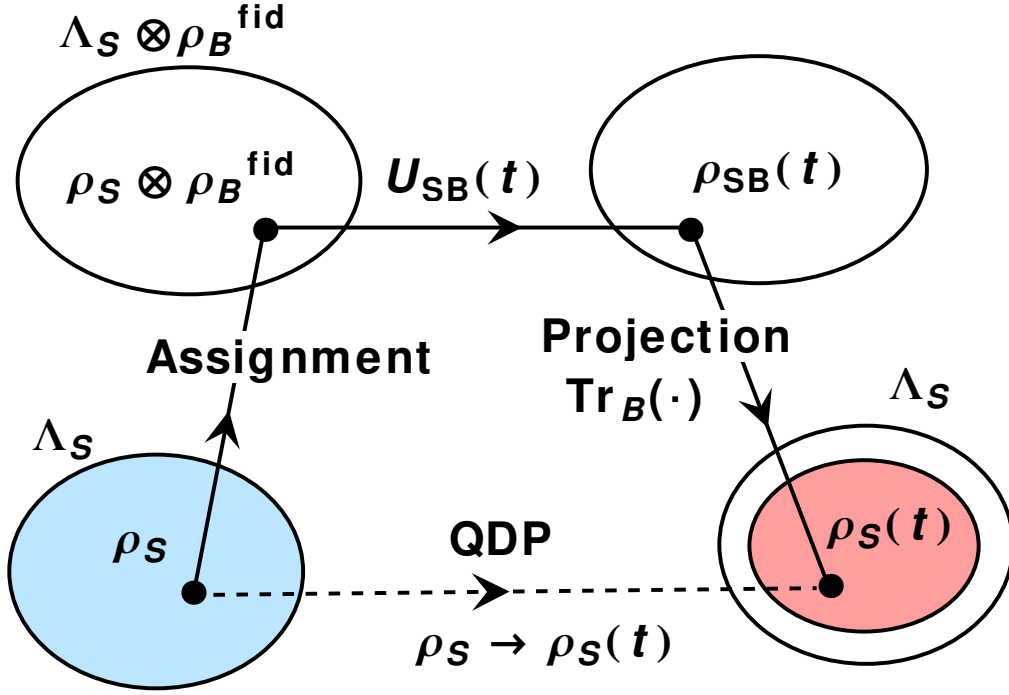 Λ_S ⊗ ρ_B^fid
ρ_S ⊗ ρ_B^fid
U_SB(t)
ρ_SB(t)
Assignment
Projection
Tr_B(·)
Λ_S
Λ_S
ρ_S
QDP
ρ_S(t)
ρ_S → ρ_S(t)